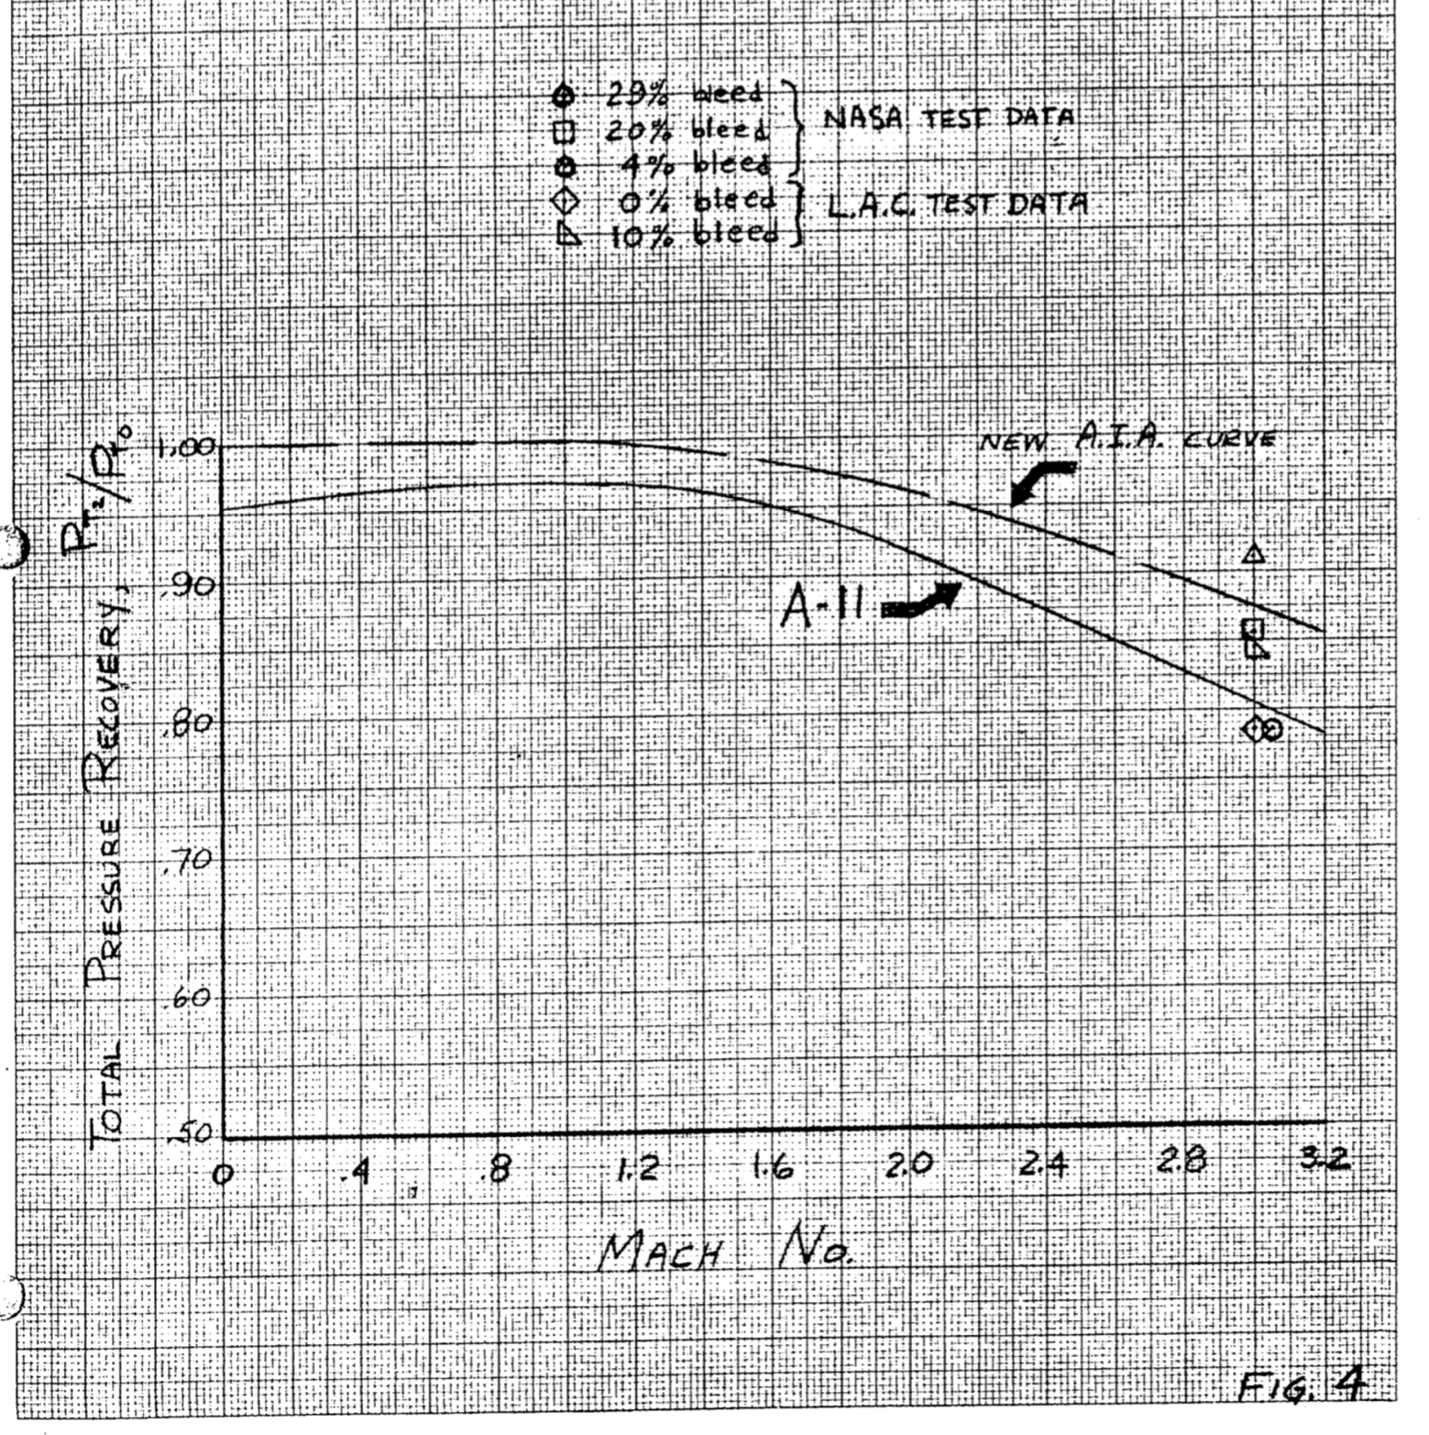 29% bleed
20% bleed
4% bleed
NASA TEST DATA
0% bleed
10% bleed
L.A.C. TEST DATA
NEW A.I.A. CURVE
A-11
TOTAL PRESSURE RECOVERY, PT2/PT0
1.00
.90
.80
.70
.60
.50
0 .4 .8 1.2 1.6 2.0 2.4 2.8 3.2
MACH NO.
FIG. 4